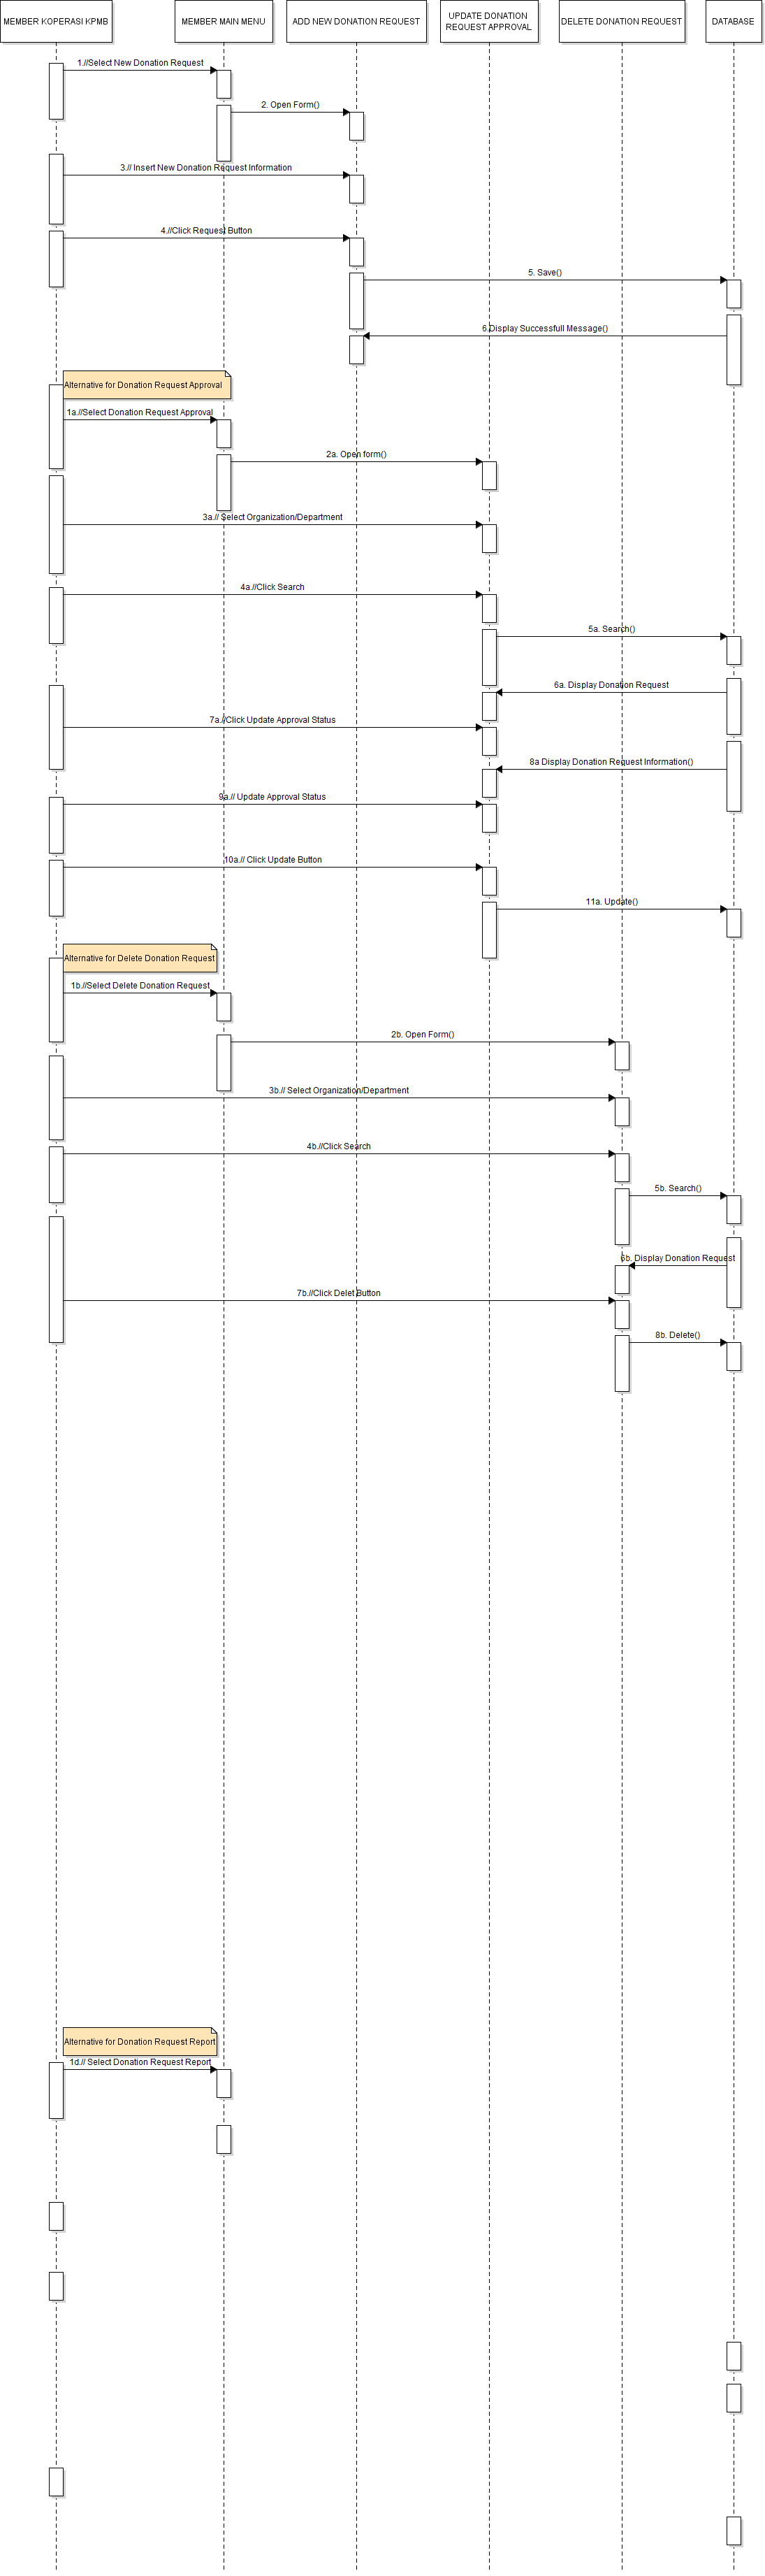 MEMBER KOPERASI KPMB
MEMBER MAIN MENU
ADD NEW DONATION REQUEST
UPDATE DONATION
REQUEST APPROVAL
DELETE DONATION REQUEST
DATABASE
1.//Select New Donation Request
2. Open Form()
3.// Insert New Donation Request Information
4.//Click Request Button
5. Save()
6.Display Successfull Message()
Alternative for Donation Request Approval
1a.//Select Donation Request Approval
2a. Open form()
3a.// Select Organization/Department
4a.//Click Search
5a. Search()
6a. Display Donation Request
7a.//Click Update Approval Status
8a Display Donation Request Information()
9a.// Update Approval Status
10a.// Click Update Button
11a. Update()
Alternative for Delete Donation Request
1b.//Select Delete Donation Request
2b. Open Form()
3b.// Select Organization/Department
4b.//Click Search
5b. Search()
6b. Display Donation Request
7b.//Click Delet Button
8b. Delete()
Alternative for Donation Request Report
1d.// Select Donation Request Report